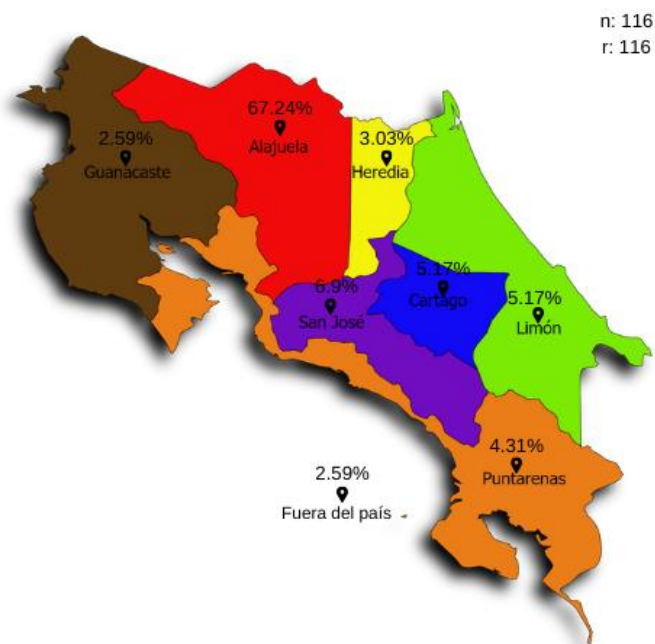 n: 116
r: 116
67.24%
Alajuela
2.59%
Guanacaste
3.03%
Heredia
5.17%
Cartago
6.9%
San José
5.17%
Limón
4.31%
Puntarenas
2.59%
Fuera del país